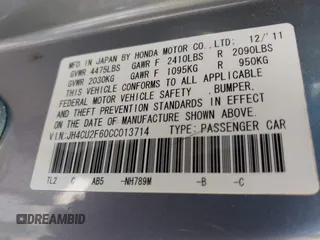 MFD. IN JAPAN BY HONDA MOTOR CO.,LTD. 12/'11
GVWR 4475LBS GAWR F 2410LBS R 2090LBS
GVWR 2030KG GAWR F 1095KG R 950KG
THIS VEHICLE CONFORMS TO ALL APPLICABLE
FEDERAL MOTOR VEHICLE SAFETY, BUMPER,
AND THEFT PREVENTION STANDARDS IN EFFECT
ON THE DATE OF MANUFACTURE SHOWN ABOVE.
V I N:JH4CU2F60CC013714 TYPE: PASSENGER CAR
TL2 AB5 -NH789M -B -C
DREAMBID